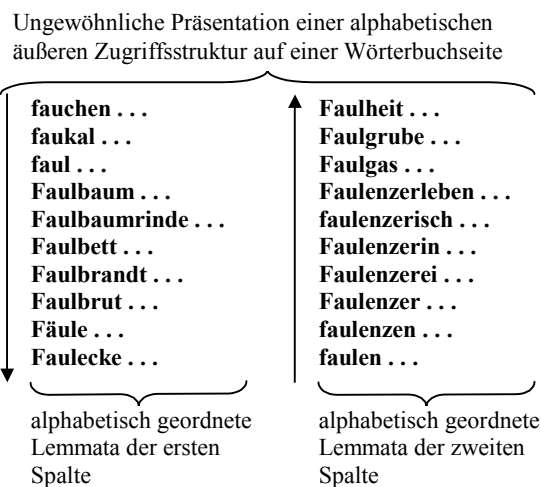 Ungewöhnliche Präsentation einer alphabetischen
äußeren Zugriffsstruktur auf einer Wörterbuchseite
fauchen . . .
faukal . . .
faul . . .
Faulbaum . . .
Faulbaumrinde . . .
Faulbett . . .
Faulbrandt . . .
Faulbrut . . .
Fäule . . .
Faulecke . . .
alphabetisch geordnete
Lemmata der ersten
Spalte
Faulheit . . .
Faulgrube . . .
Faulgas . . .
Faulenzerleben . . .
faulenzerisch . . .
Faulenzerin . . .
Faulenzerei . . .
Faulenzer . . .
faulenzen . . .
faulen . . .
alphabetisch geordnete
Lemmata der zweiten
Spalte